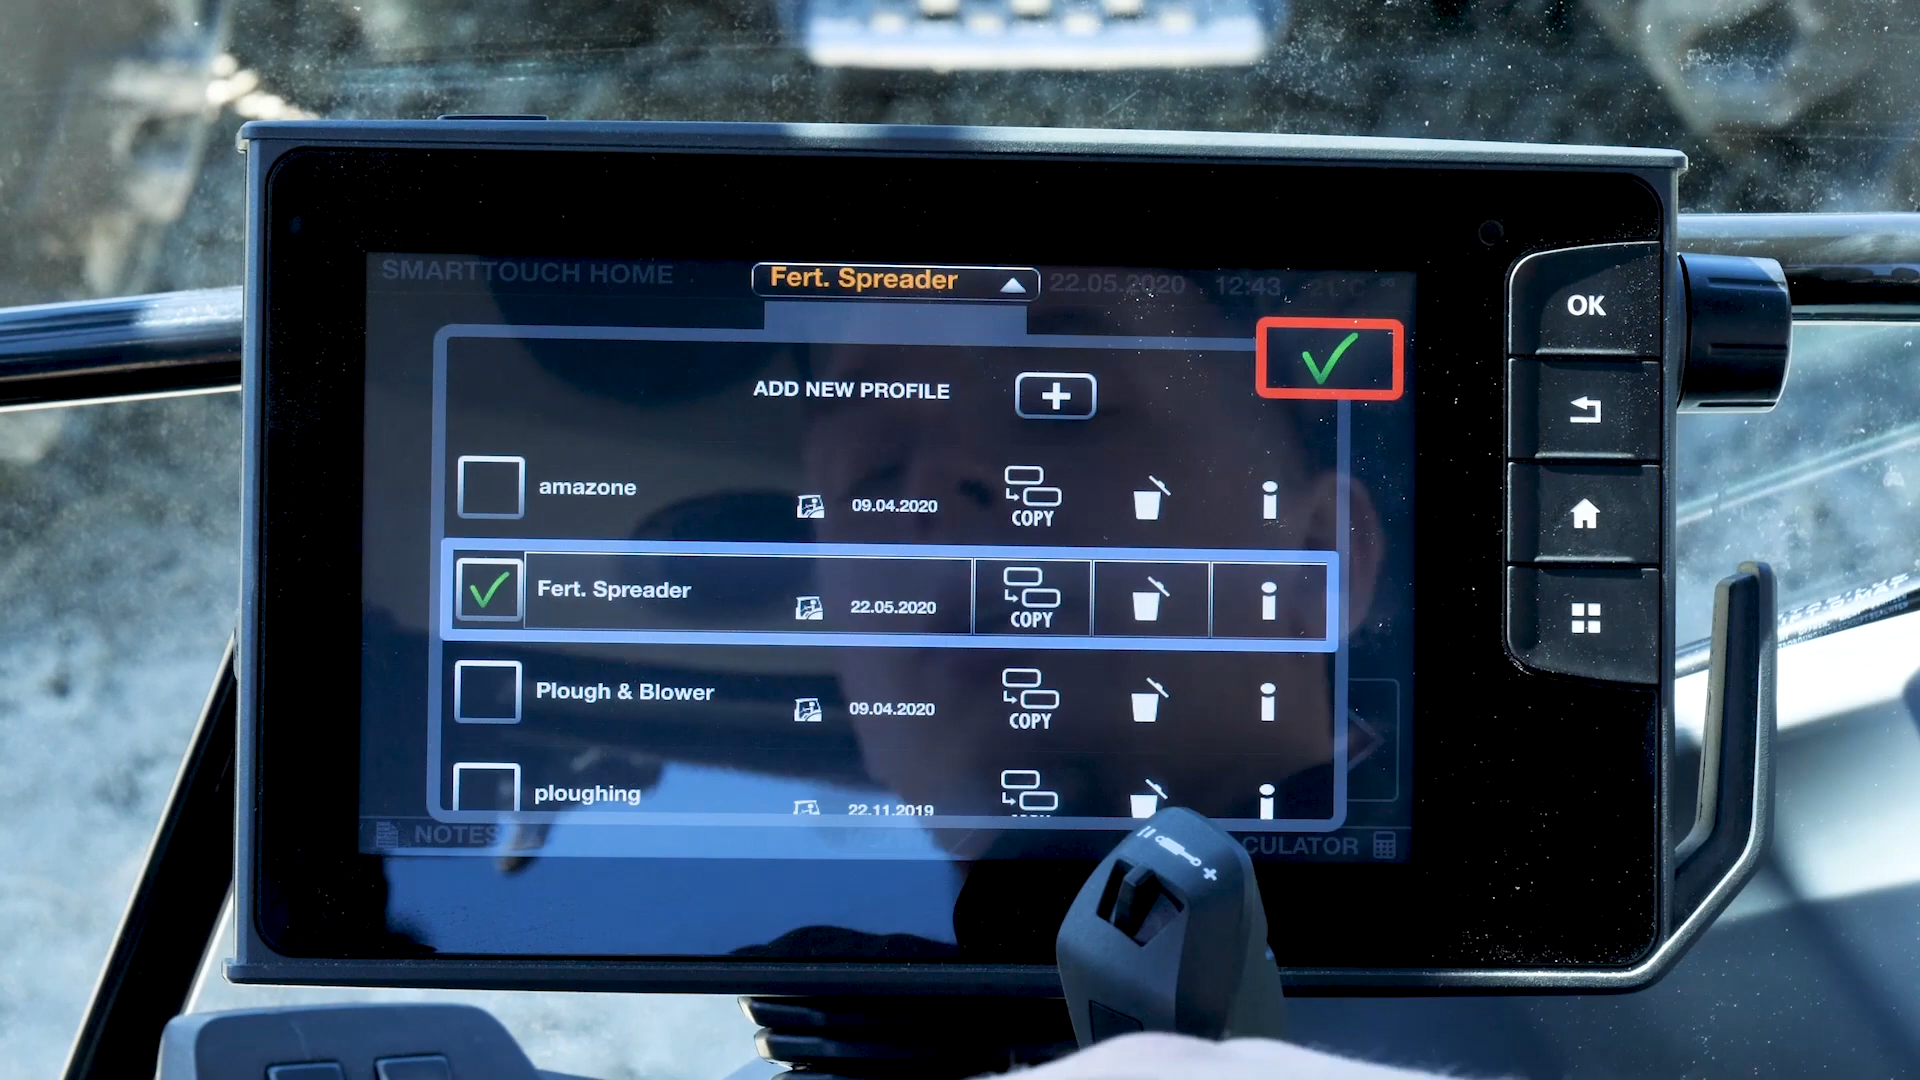 SMARTTOUCH HOME
Fert. Spreader
22.05.2020
12:43
OK
ADD NEW PROFILE
amazone
09.04.2020
COPY
Fert. Spreader
22.05.2020
COPY
Plough & Blower
09.04.2020
COPY
ploughing
22.11.2019
NOTES
CULATOR